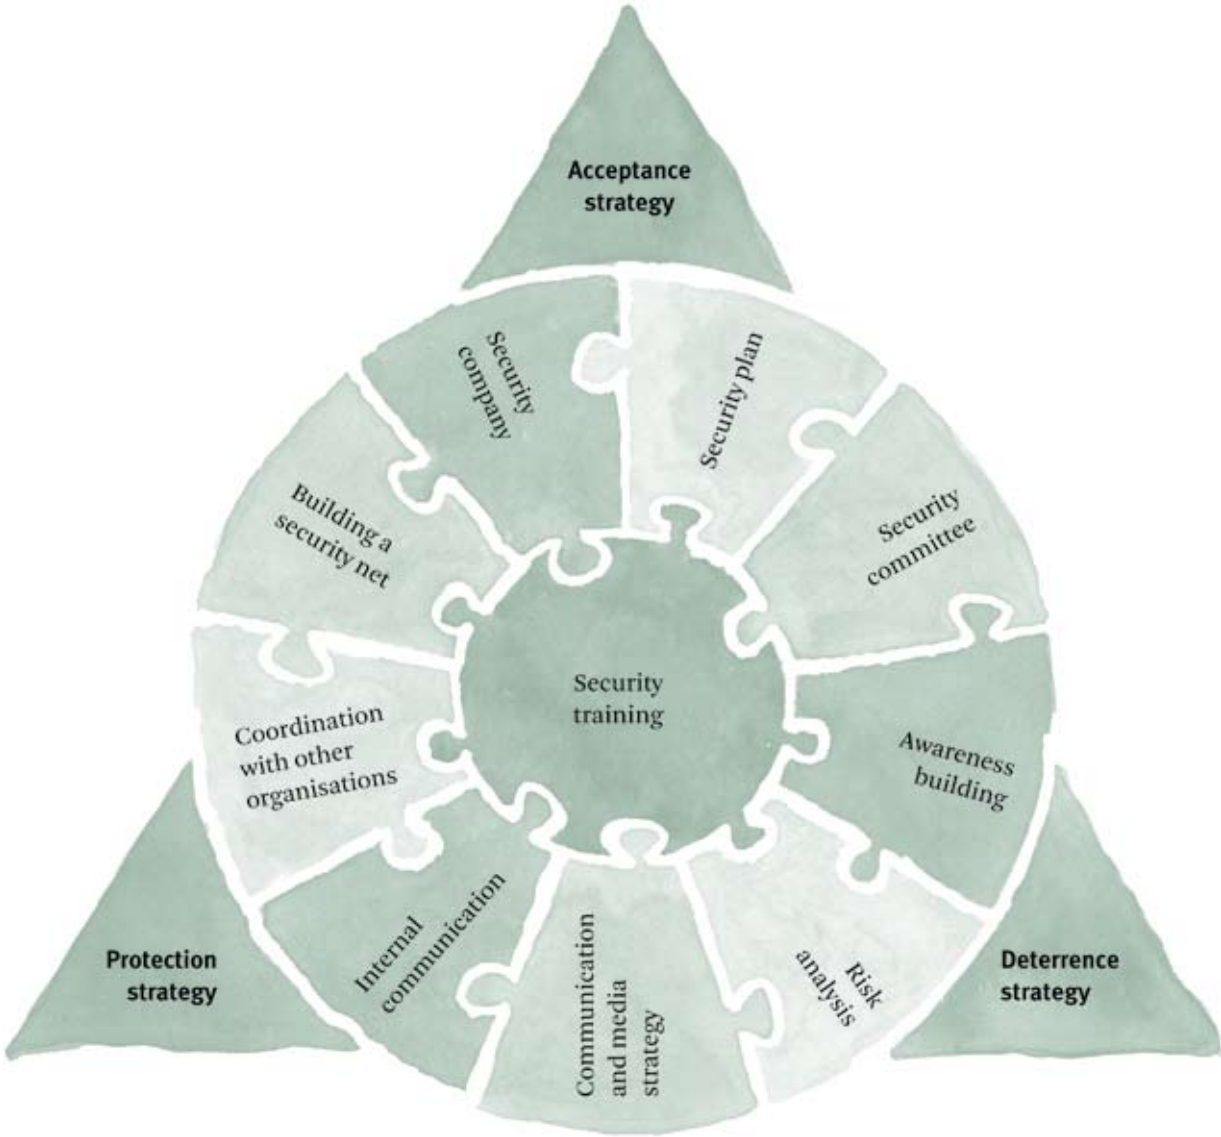 Acceptance
strategy
Security
company
Security plan
Building a
security net
Security
committee
Security
training
Coordination
with other
organisations
Awareness
building
Internal
communication
Communication
and media
strategy
Risk
analysis
Protection
strategy
Deterrence
strategy